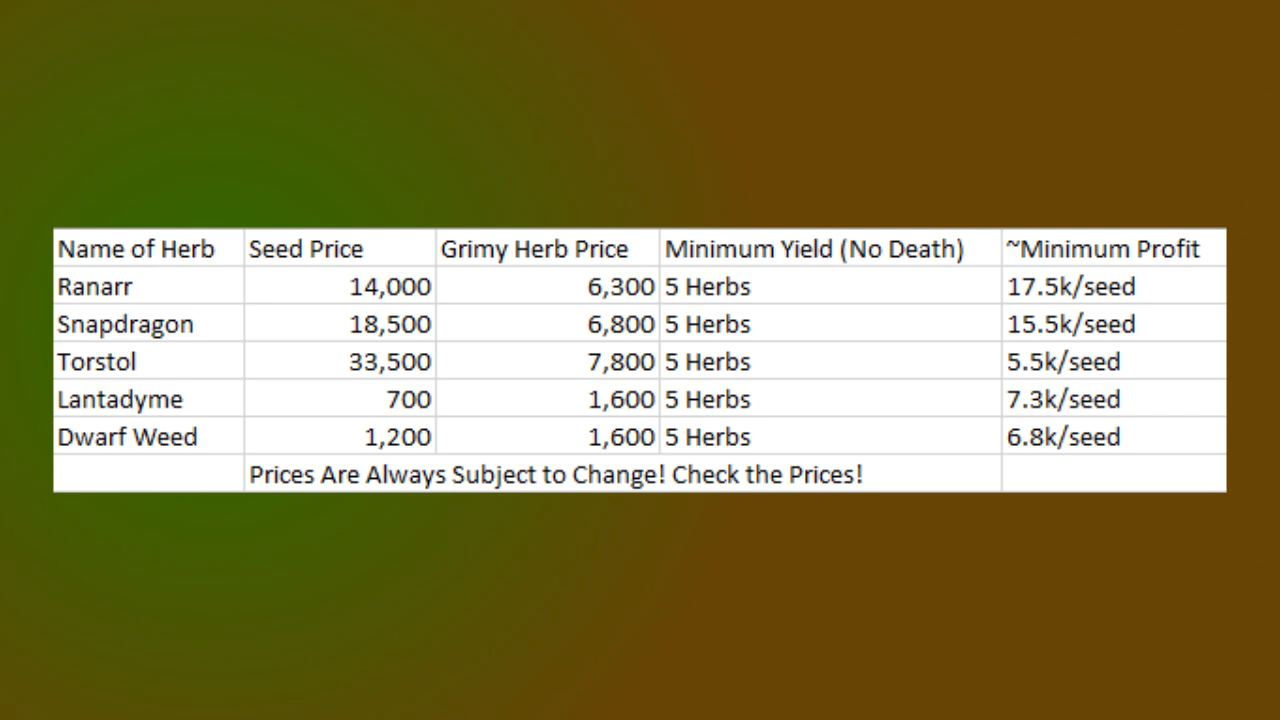 Name of Herb Seed Price Grimy Herb Price Minimum Yield (No Death) ~Minimum Profit
Ranarr 14,000 6,300 5 Herbs 17.5k/seed
Snapdragon 18,500 6,800 5 Herbs 15.5k/seed
Torstol 33,500 7,800 5 Herbs 5.5k/seed
Lantadyme 700 1,600 5 Herbs 7.3k/seed
Dwarf Weed 1,200 1,600 5 Herbs 6.8k/seed
Prices Are Always Subject to Change! Check the Prices!